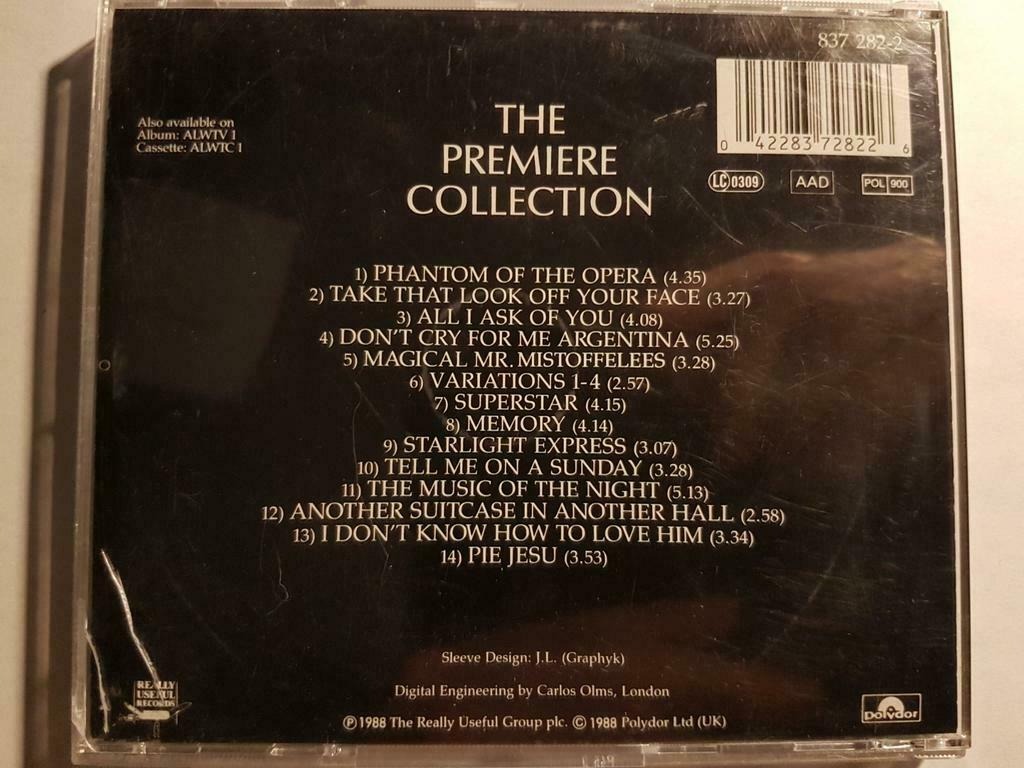 837 282-2
Also available on
Album: ALWTV 1
Cassette: ALWTC 1
THE
PREMIERE
COLLECTION
0 42283 72822 6
LC 0309
AAD
POL 900
1) PHANTOM OF THE OPERA (4.35)
2) TAKE THAT LOOK OFF YOUR FACE (3.27)
3) ALL I ASK OF YOU (4.08)
4) DON'T CRY FOR ME ARGENTINA (5.25)
5) MAGICAL MR. MISTOFFELEES (3.28)
6) VARIATIONS 1-4 (2.57)
7) SUPERSTAR (4.15)
8) MEMORY (4.14)
9) STARLIGHT EXPRESS (3.07)
10) TELL ME ON A SUNDAY (3.28)
11) THE MUSIC OF THE NIGHT (5.13)
12) ANOTHER SUITCASE IN ANOTHER HALL (2.58)
13) I DON'T KNOW HOW TO LOVE HIM (3.34)
14) PIE JESU (3.53)
Sleeve Design: J.L. (Graphyk)
Digital Engineering by Carlos Olms, London
REALLY
USEFUL
RECORDS
℗ 1988 The Really Useful Group plc. © 1988 Polydor Ltd (UK)
Polydor